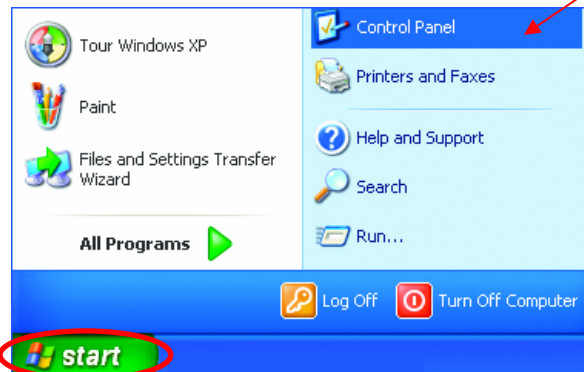 Tour Windows XP
Paint
Files and Settings Transfer
Wizard
All Programs
Control Panel
Printers and Faxes
Help and Support
Search
Run...
Log Off
Turn Off Computer
start